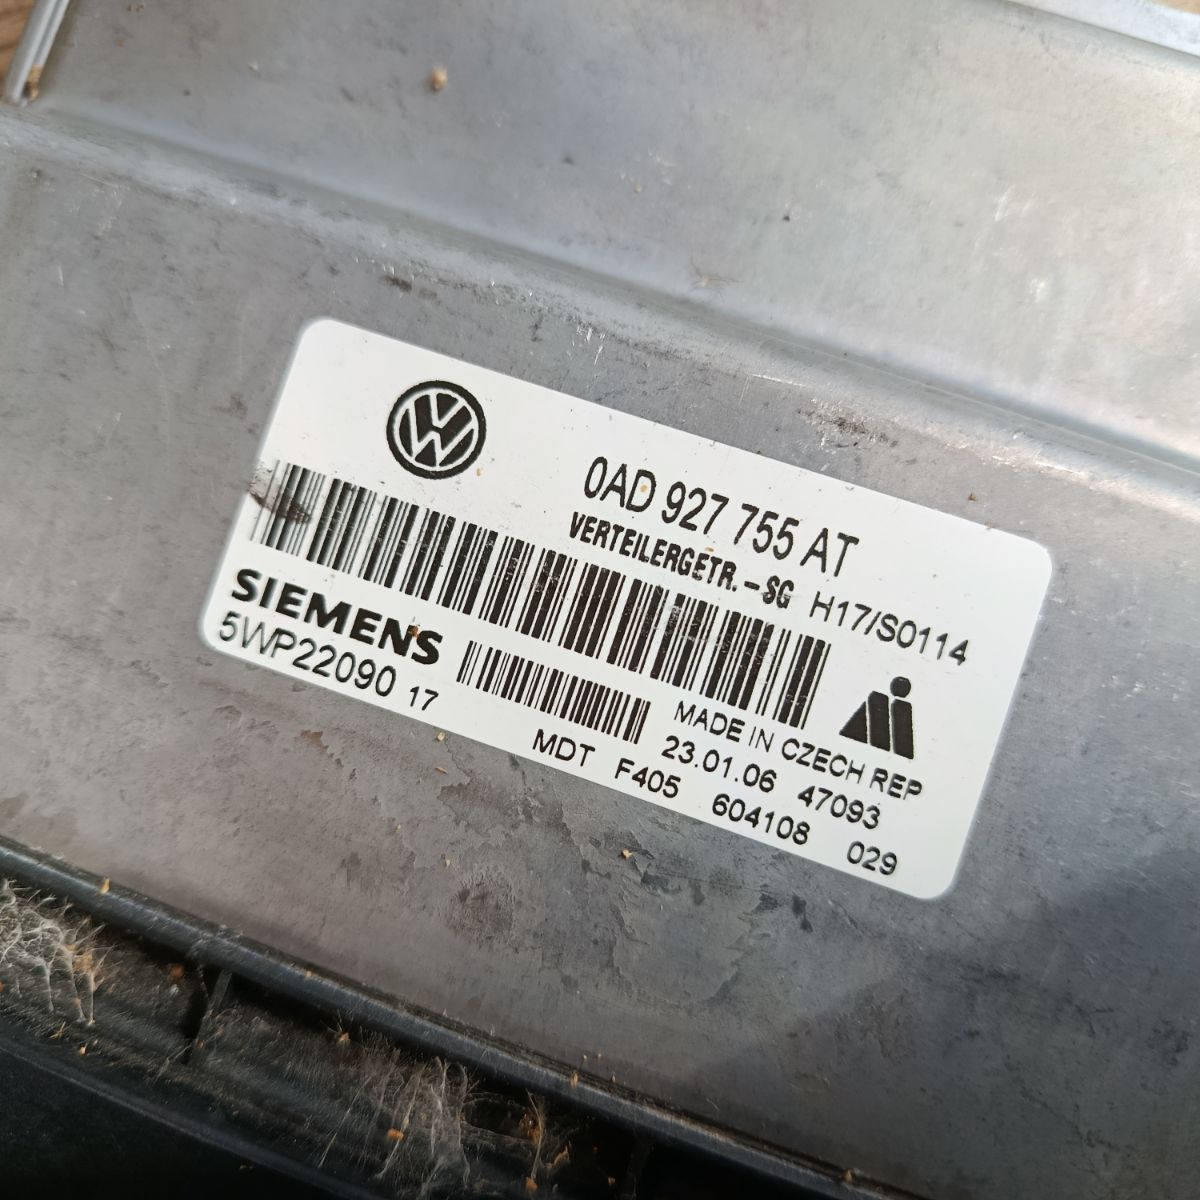 0AD 927 755 AT
VERTEILERGETR.-SG H17/S0114
SIEMENS
5WP22090 17
MADE IN CZECH REP
23.01.06 47093
MDT F405 604108 029